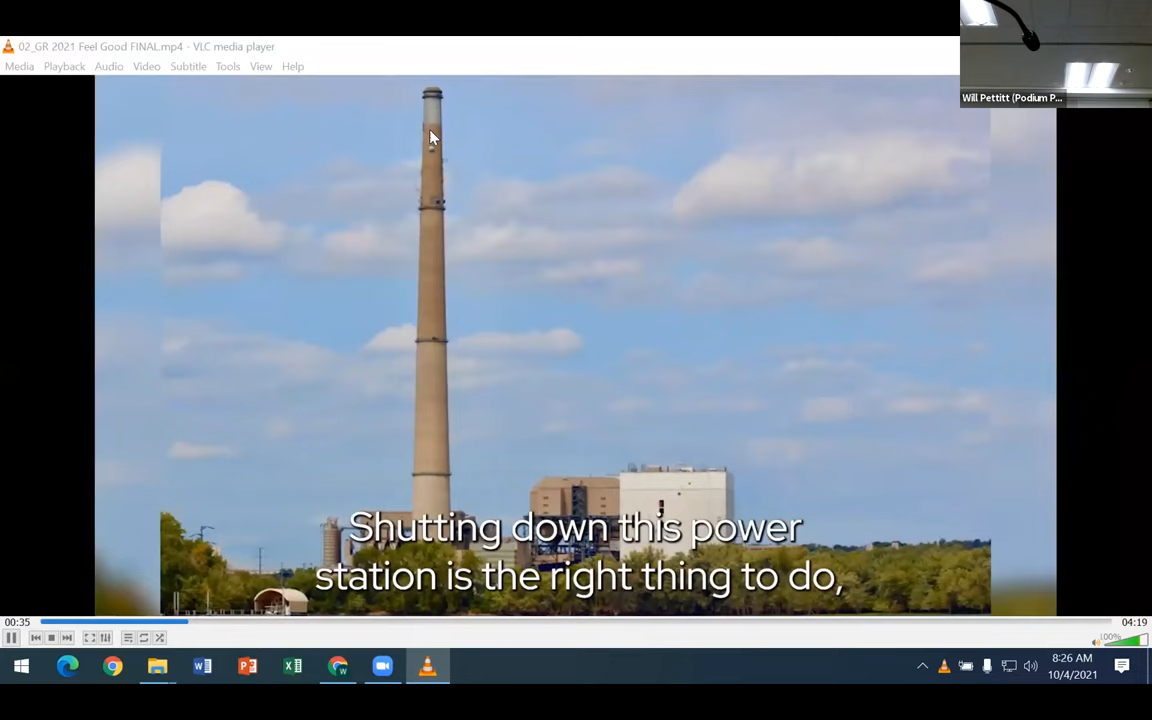 02_GR 2021 Feel Good FINAL.mp4 - VLC media player
Media Playback Audio Video Subtitle Tools View Help
Will Pettitt (Podium P...
Shutting down this power
station is the right thing to do,
00:35
04:19
100%
8:26 AM
10/4/2021